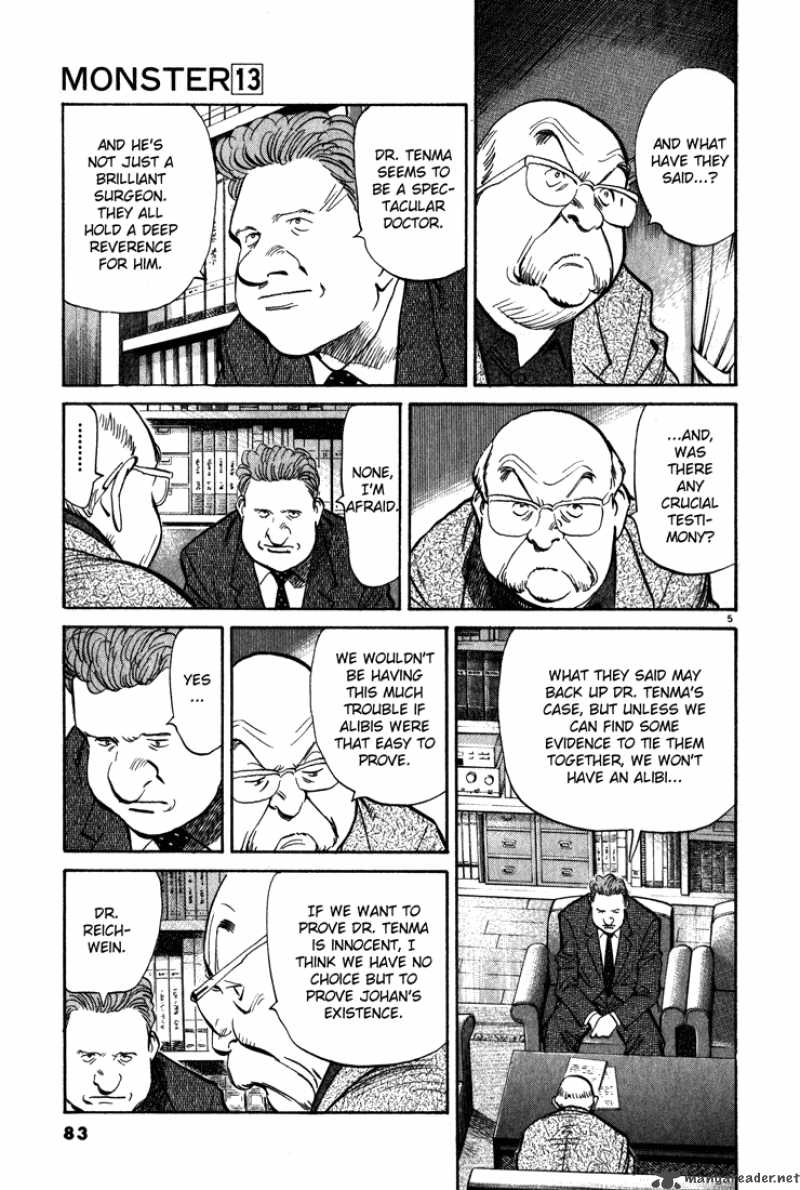 MONSTER 13
AND WHAT
HAVE THEY
SAID...?
DR. TENMA
SEEMS TO
BE A SPEC-
TACULAR
DOCTOR.
AND HE'S
NOT JUST A
BRILLIANT
SURGEON.
THEY ALL
HOLD A DEEP
REVERENCE
FOR HIM.
...AND,
WAS
THERE
ANY
CRUCIAL
TESTI-
MONY?
NONE,
I'M
AFRAID.
.........
5
WHAT THEY SAID MAY
BACK UP DR. TENMA'S
CASE, BUT UNLESS WE
CAN FIND SOME
EVIDENCE TO TIE THEM
TOGETHER, WE WON'T
HAVE AN ALIBI...
WE WOULDN'T
BE HAVING
THIS MUCH
TROUBLE IF
ALIBIS WERE
THAT EASY TO
PROVE.
YES
...
IF WE WANT TO
PROVE DR. TENMA
IS INNOCENT, I
THINK WE HAVE NO
CHOICE BUT TO
PROVE JOHAN'S
EXISTENCE.
DR.
REICH-
WEIN.
83
mangareader.net